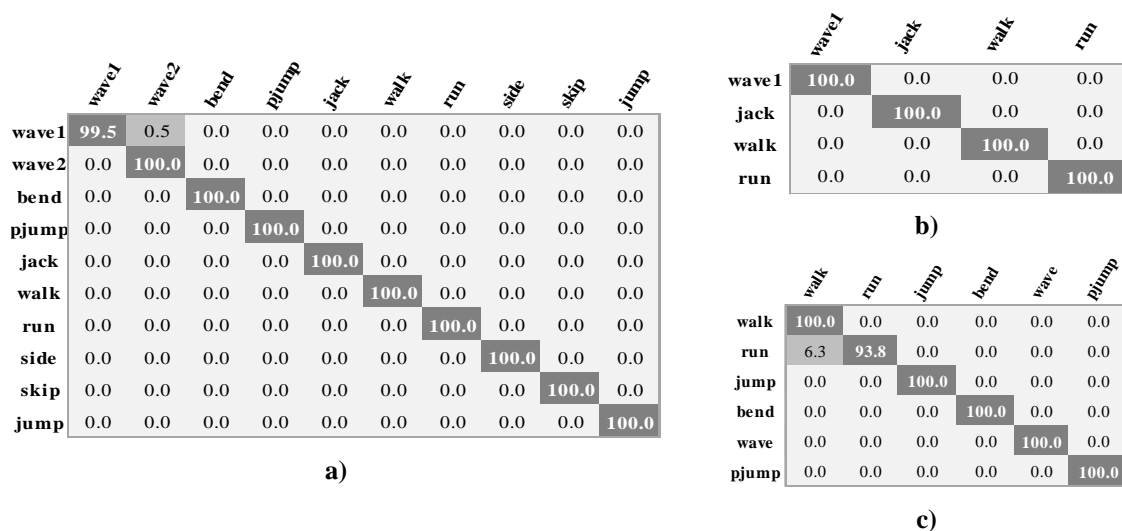 wave1 wave2 bend pjump jack walk run side skip jump
wave1 99.5 0.5 0.0 0.0 0.0 0.0 0.0 0.0 0.0 0.0
wave2 0.0 100.0 0.0 0.0 0.0 0.0 0.0 0.0 0.0 0.0
bend 0.0 0.0 100.0 0.0 0.0 0.0 0.0 0.0 0.0 0.0
pjump 0.0 0.0 0.0 100.0 0.0 0.0 0.0 0.0 0.0 0.0
jack 0.0 0.0 0.0 0.0 100.0 0.0 0.0 0.0 0.0 0.0
walk 0.0 0.0 0.0 0.0 0.0 100.0 0.0 0.0 0.0 0.0
run 0.0 0.0 0.0 0.0 0.0 0.0 100.0 0.0 0.0 0.0
side 0.0 0.0 0.0 0.0 0.0 0.0 0.0 100.0 0.0 0.0
skip 0.0 0.0 0.0 0.0 0.0 0.0 0.0 0.0 100.0 0.0
jump 0.0 0.0 0.0 0.0 0.0 0.0 0.0 0.0 0.0 100.0
a)
wave1 jack walk run
wave1 100.0 0.0 0.0 0.0
jack 0.0 100.0 0.0 0.0
walk 0.0 0.0 100.0 0.0
run 0.0 0.0 0.0 100.0
b)
walk run jump bend wave pjump
walk 100.0 0.0 0.0 0.0 0.0 0.0
run 6.3 93.8 0.0 0.0 0.0 0.0
jump 0.0 0.0 100.0 0.0 0.0 0.0
bend 0.0 0.0 0.0 100.0 0.0 0.0
wave 0.0 0.0 0.0 0.0 100.0 0.0
pjump 0.0 0.0 0.0 0.0 0.0 100.0
c)